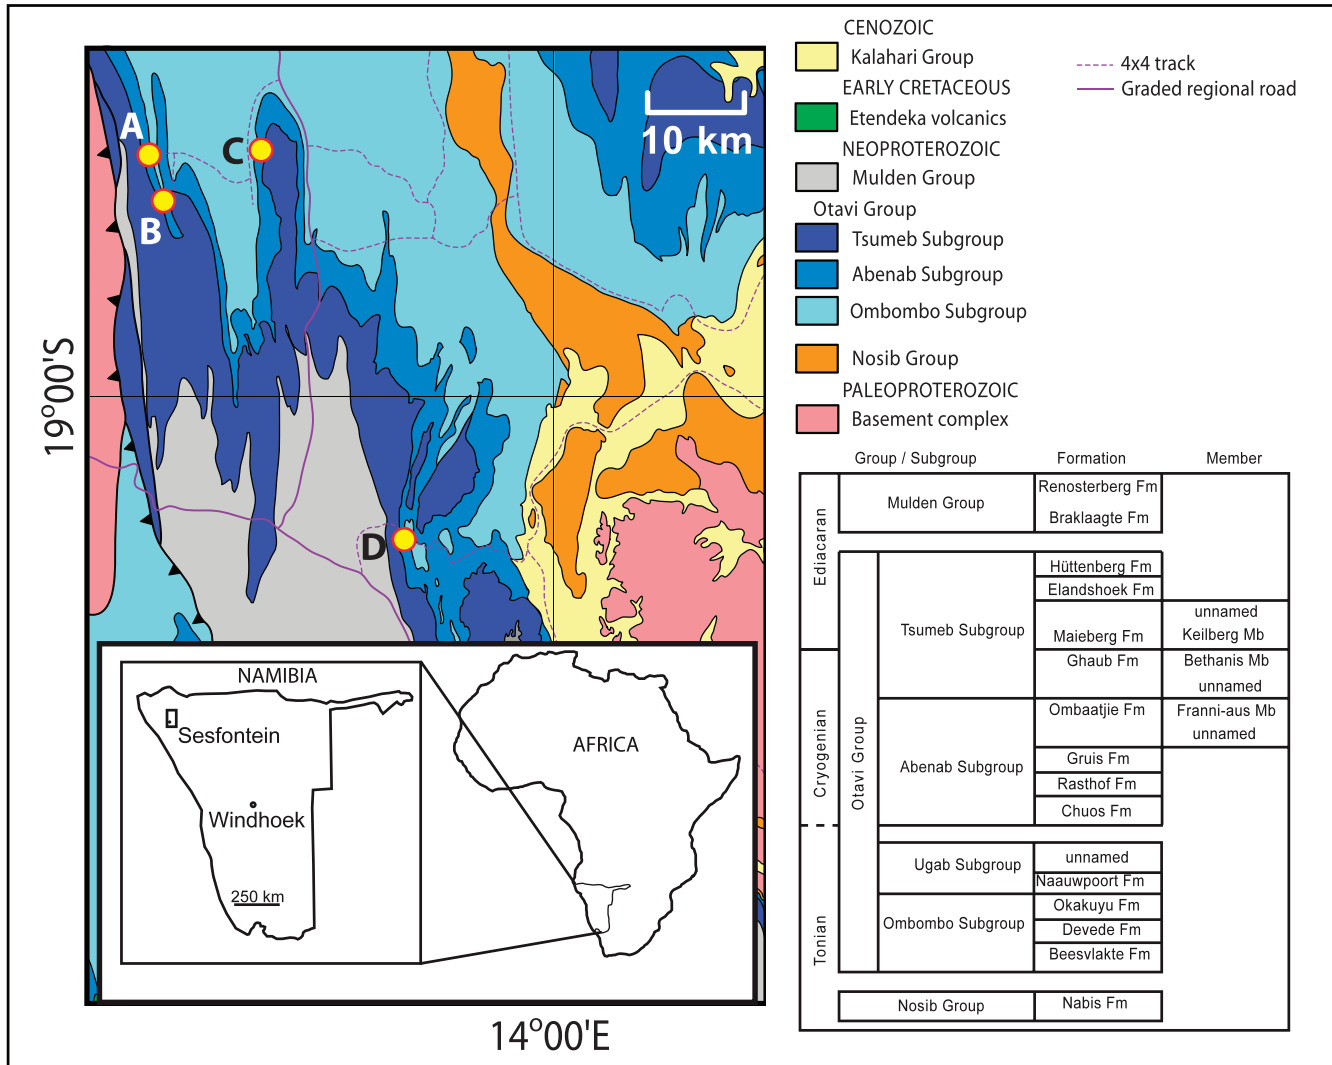 A
B
C
D
10 km
19°00'S
14°00'E
CENOZOIC
Kalahari Group
EARLY CRETACEOUS
Etendeka volcanics
NEOPROTEROZOIC
Mulden Group
Otavi Group
Tsumeb Subgroup
Abenab Subgroup
Ombombo Subgroup
Nosib Group
PALEOPROTEROZOIC
Basement complex
4x4 track
Graded regional road
NAMIBIA
Sesfontein
Windhoek
250 km
AFRICA
Group / Subgroup Formation Member
Ediacaran
Cryogenian
Tonian
Otavi Group
Mulden Group
Renosterberg Fm
Braklaagte Fm
Tsumeb Subgroup
Hüttenberg Fm
Elandshoek Fm
Maieberg Fm
unnamed
Keilberg Mb
Ghaub Fm
Bethanis Mb
unnamed
Abenab Subgroup
Ombaatjie Fm
Franni-aus Mb
unnamed
Gruis Fm
Rasthof Fm
Chuos Fm
Ugab Subgroup
unnamed
Naauwpoort Fm
Ombombo Subgroup
Okakuyu Fm
Devede Fm
Beesvlakte Fm
Nosib Group
Nabis Fm